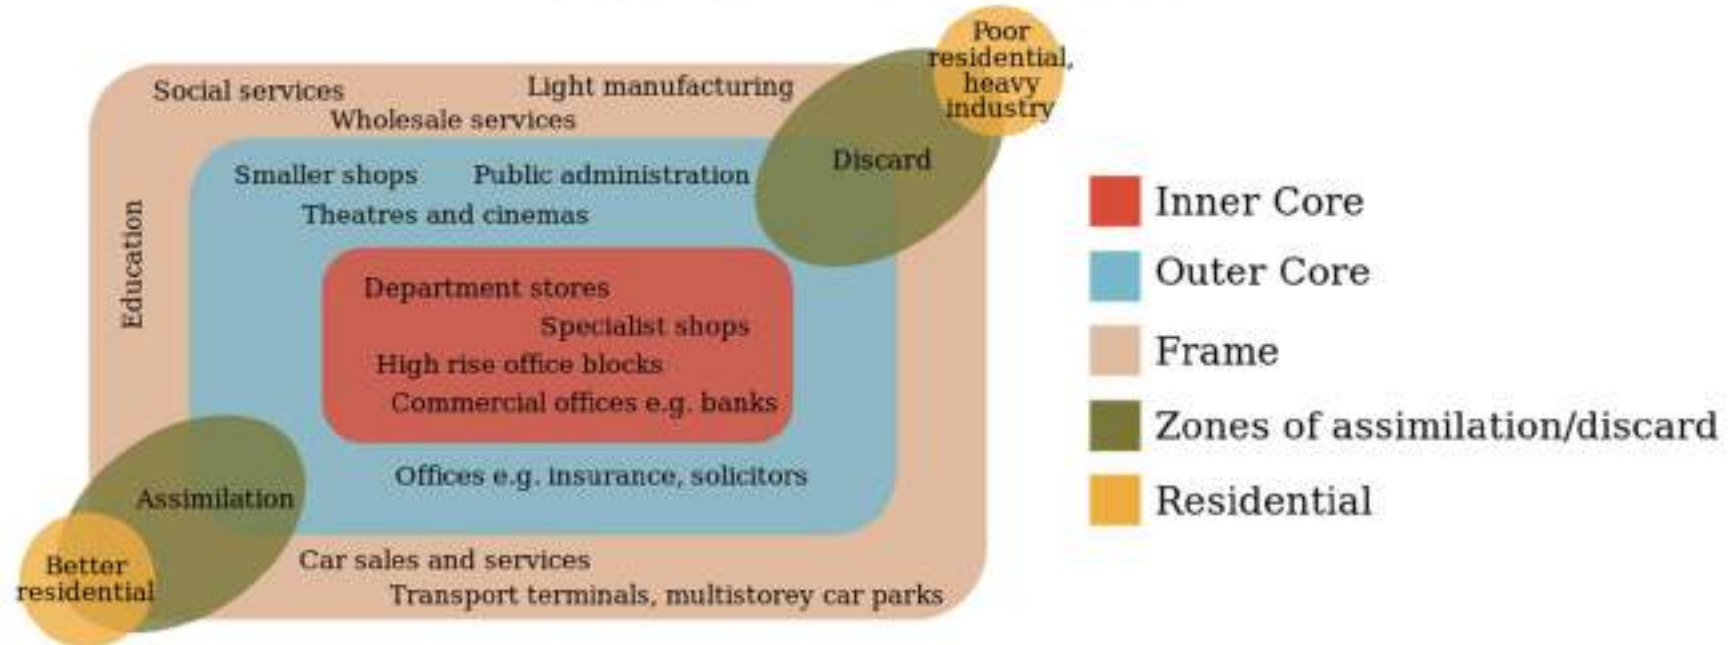 Poor
residential,
heavy
industry
Social services
Light manufacturing
Wholesale services
Discard
Smaller shops
Public administration
Theatres and cinemas
Education
Department stores
Specialist shops
High rise office blocks
Commercial offices e.g. banks
Offices e.g. insurance, solicitors
Assimilation
Car sales and services
Better
residential
Transport terminals, multistorey car parks
Inner Core
Outer Core
Frame
Zones of assimilation/discard
Residential